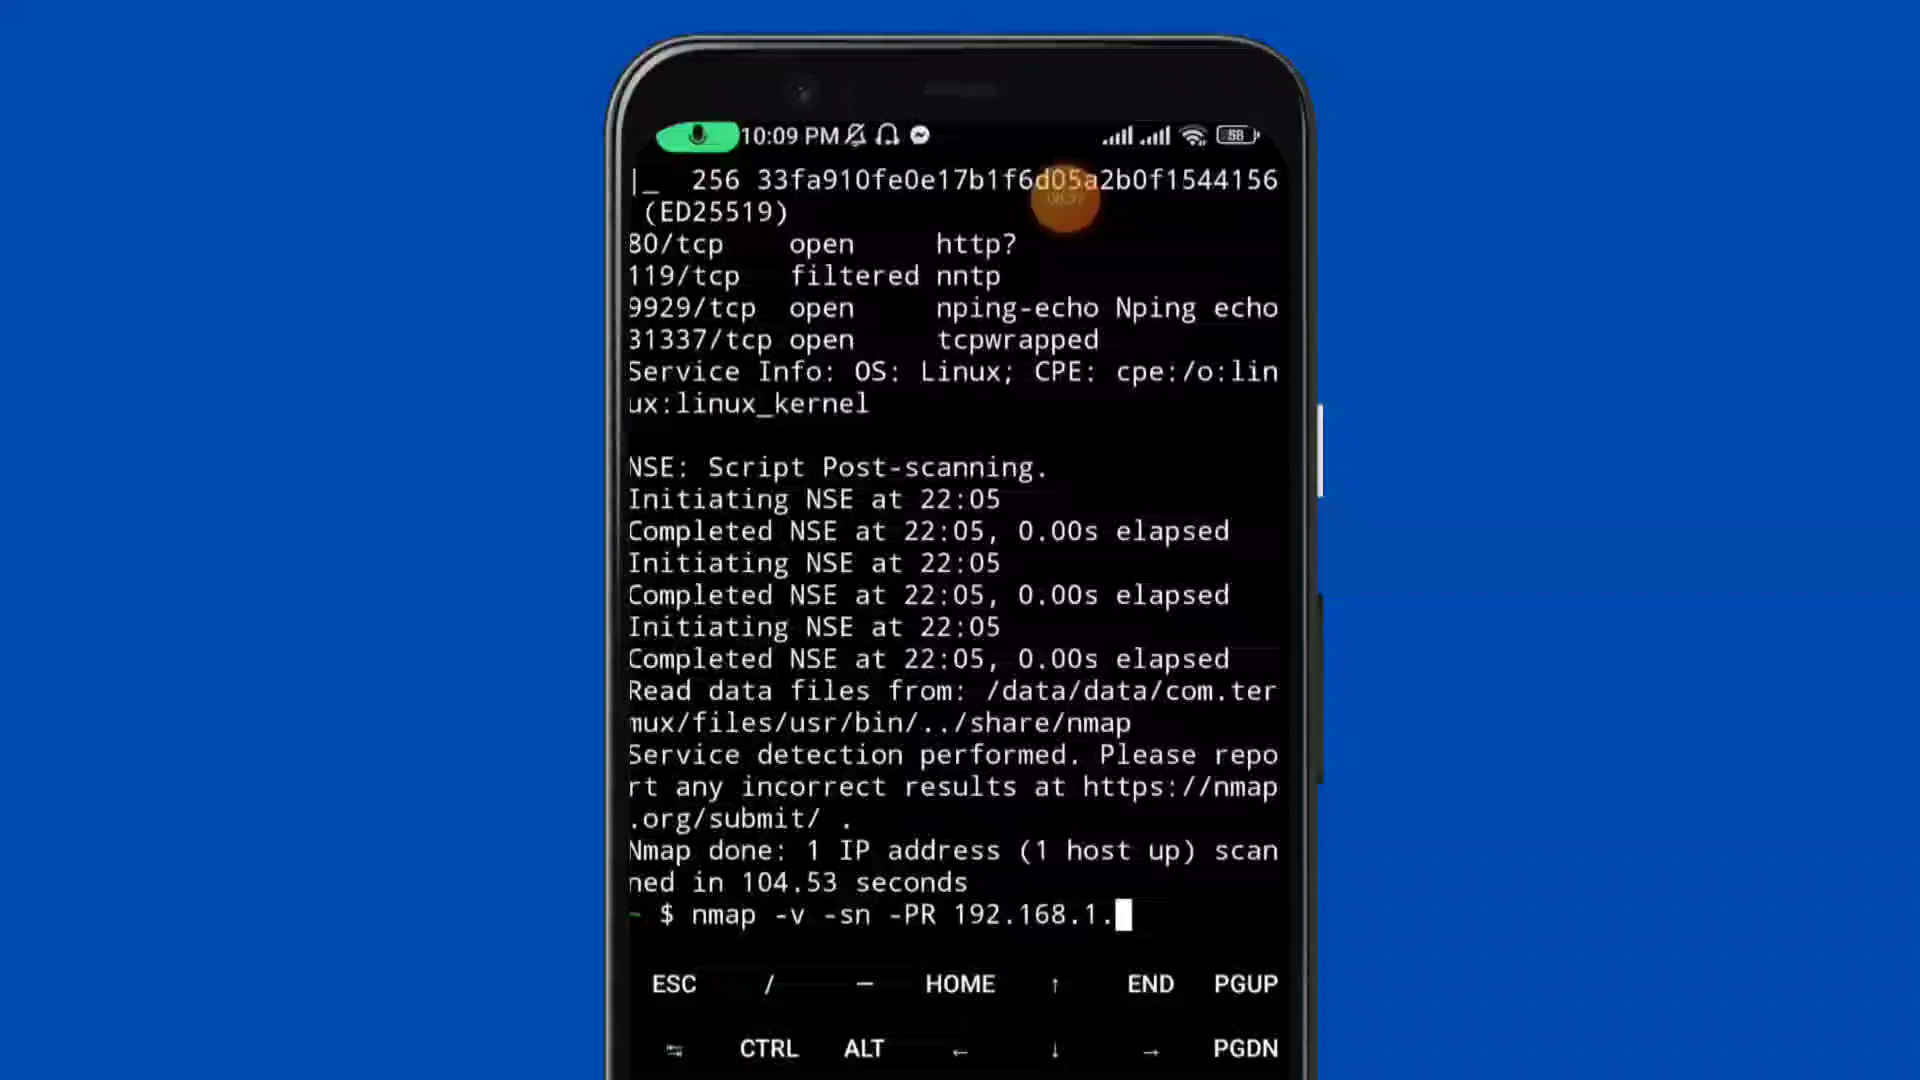 10:09 PM 58
|_  256 33fa910fe0e17b1f6d05a2b0f1544156
(ED25519)
80/tcp    open     http?
119/tcp   filtered nntp
9929/tcp  open     nping-echo Nping echo
31337/tcp open     tcpwrapped
Service Info: OS: Linux; CPE: cpe:/o:lin
ux:linux_kernel
NSE: Script Post-scanning.
Initiating NSE at 22:05
Completed NSE at 22:05, 0.00s elapsed
Initiating NSE at 22:05
Completed NSE at 22:05, 0.00s elapsed
Initiating NSE at 22:05
Completed NSE at 22:05, 0.00s elapsed
Read data files from: /data/data/com.ter
mux/files/usr/bin/../share/nmap
Service detection performed. Please repo
rt any incorrect results at https://nmap
.org/submit/ .
Nmap done: 1 IP address (1 host up) scan
ned in 104.53 seconds
~ $ nmap -v -sn -PR 192.168.1.
ESC / — HOME ↑ END PGUP
↹ CTRL ALT ← ↓ → PGDN